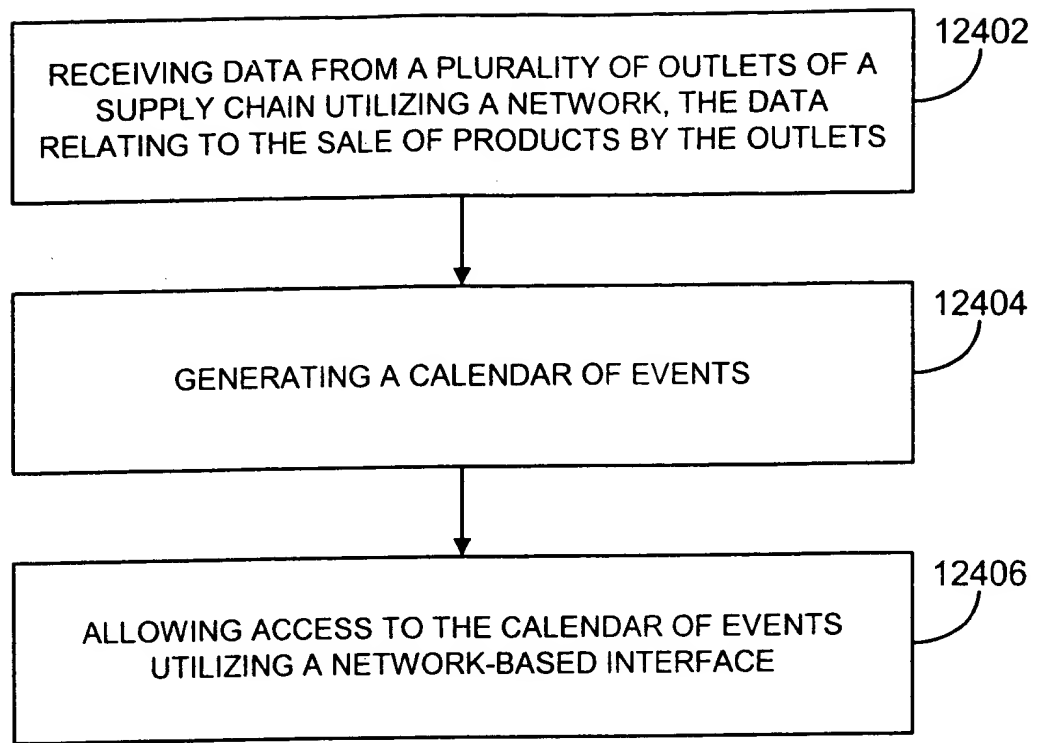 12402
RECEIVING DATA FROM A PLURALITY OF OUTLETS OF A
SUPPLY CHAIN UTILIZING A NETWORK, THE DATA
RELATING TO THE SALE OF PRODUCTS BY THE OUTLETS
12404
GENERATING A CALENDAR OF EVENTS
12406
ALLOWING ACCESS TO THE CALENDAR OF EVENTS
UTILIZING A NETWORK-BASED INTERFACE